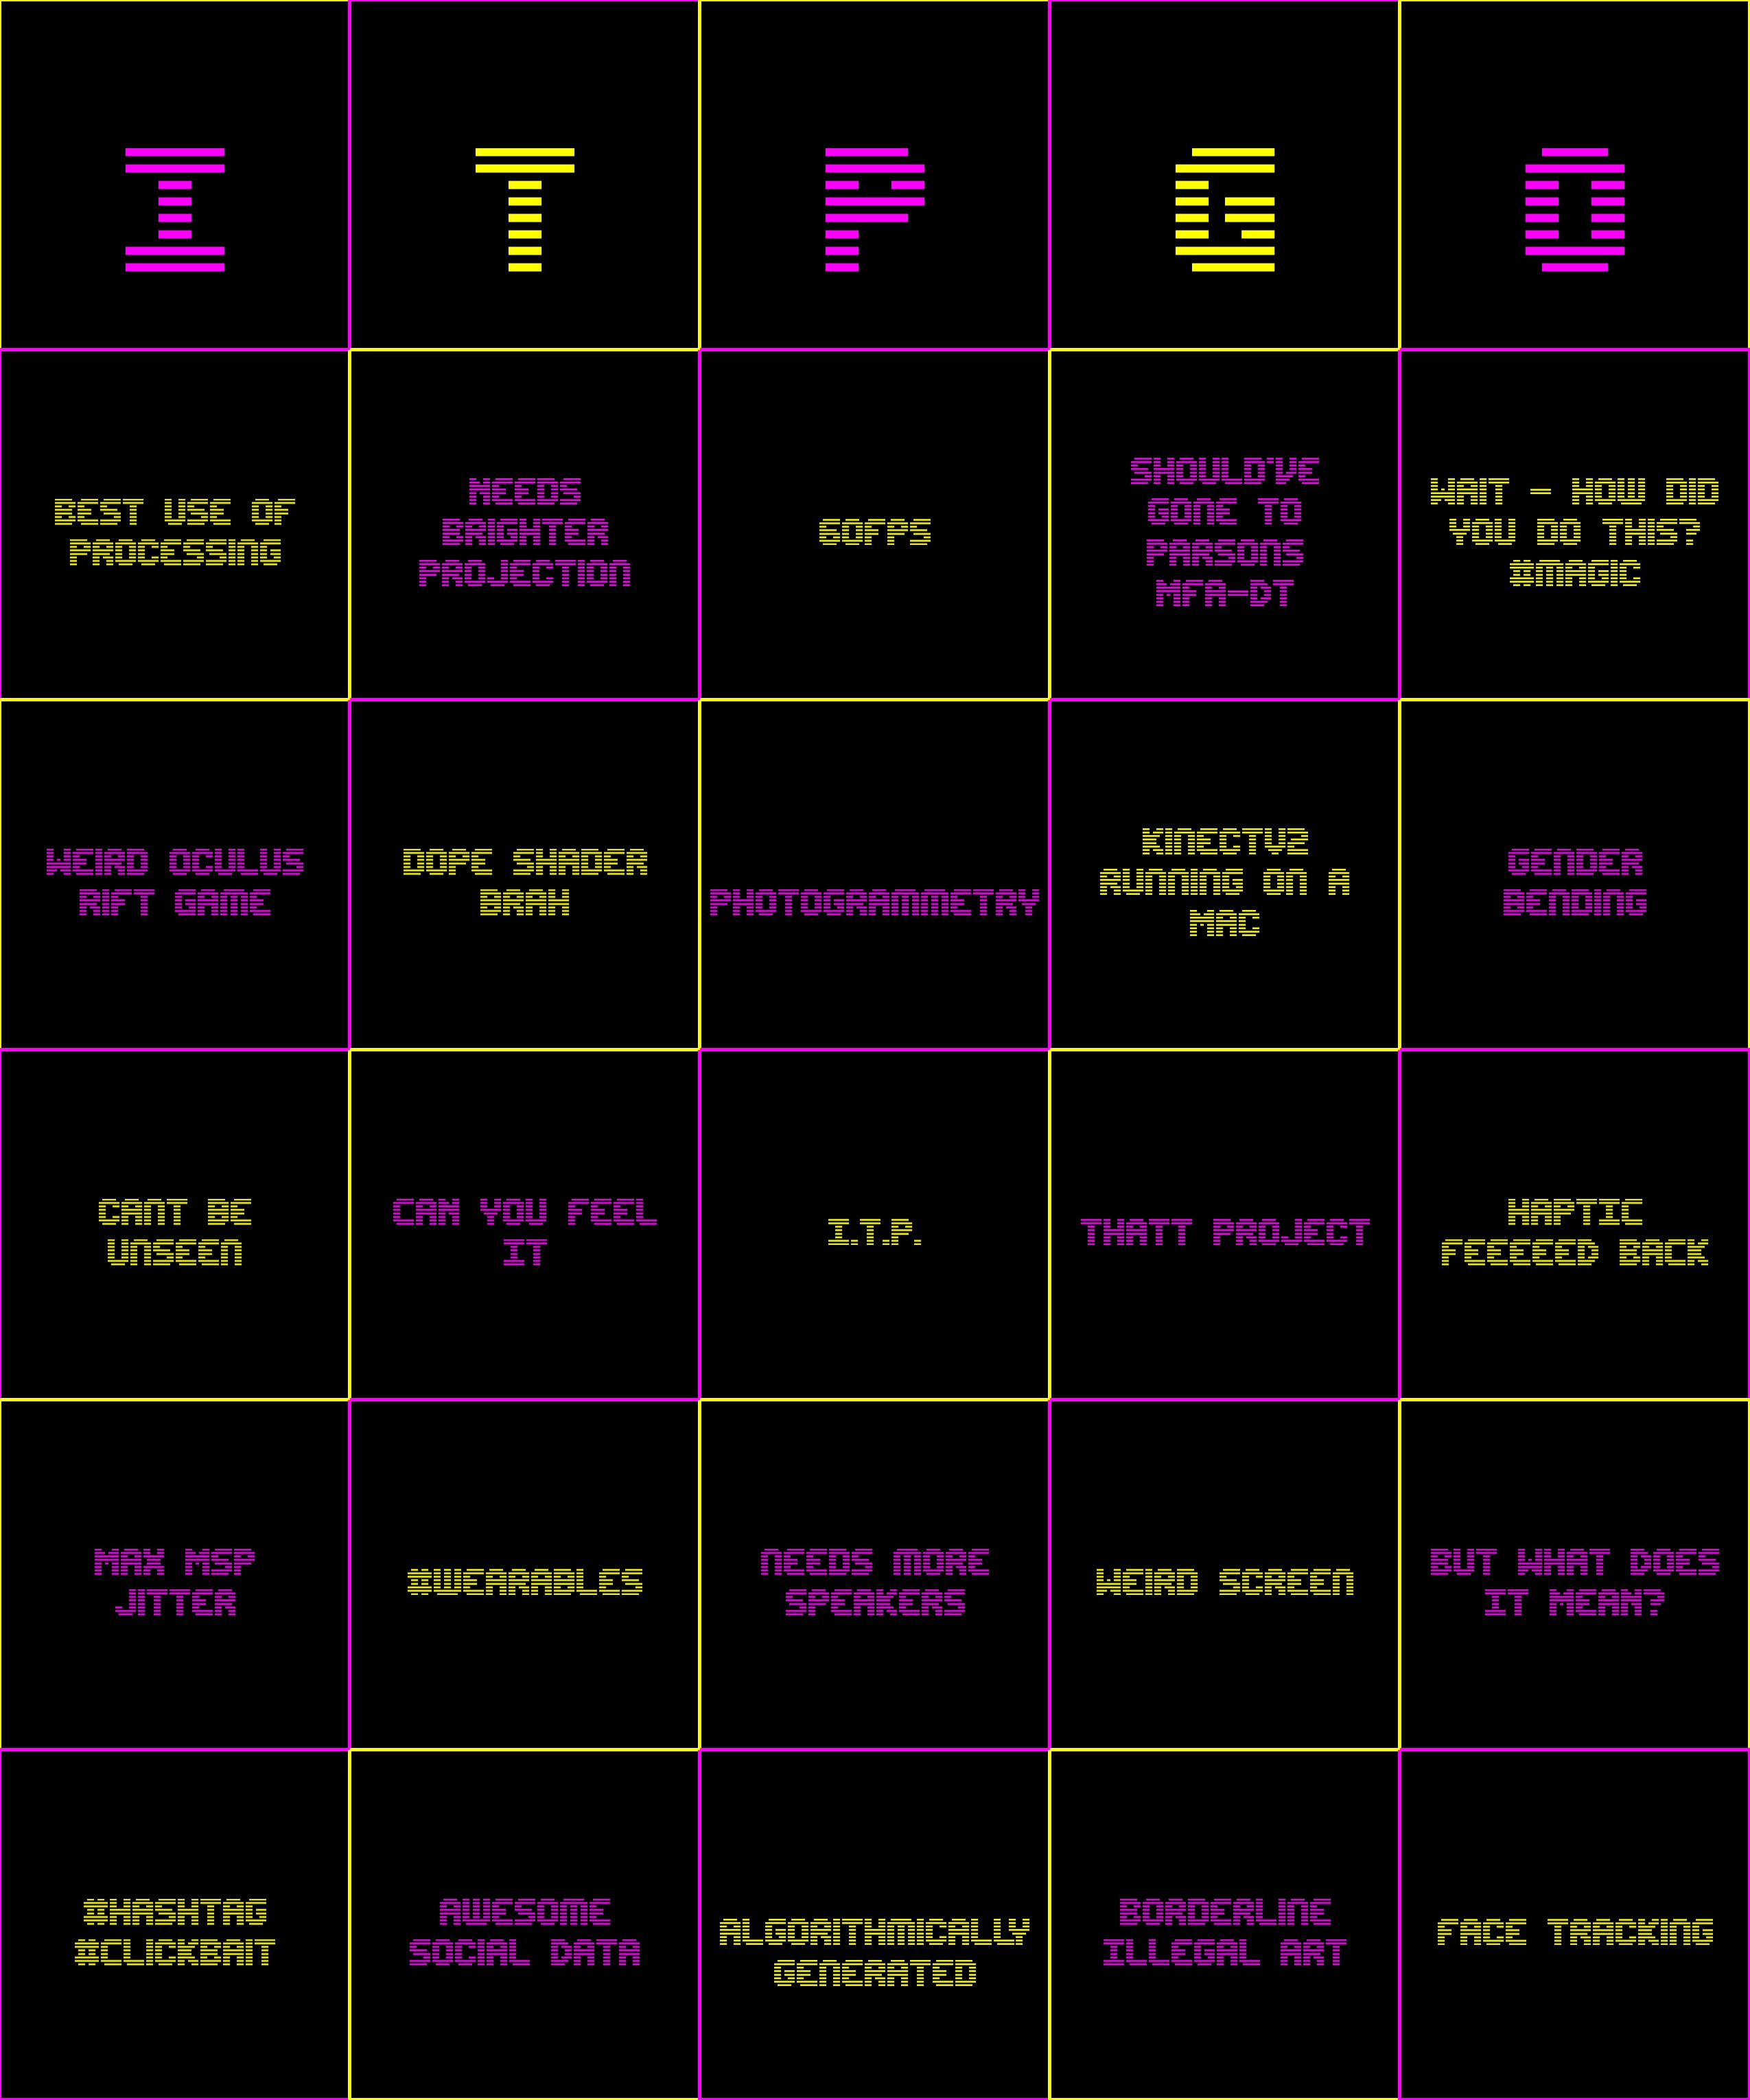 I
T
P
G
O
BEST USE OF
PROCESSING
NEEDS
BRIGHTER
PROJECTION
60FPS
SHOULD'VE
GONE TO
PARSONS
MFA-DT
WAIT - HOW DID
YOU DO THIS?
#MAGIC
WEIRD OCULUS
RIFT GAME
DOPE SHADER
BRAH
PHOTOGRAMMETRY
KINECTV2
RUNNING ON A
MAC
GENDER
BENDING
CANT BE
UNSEEN
CAN YOU FEEL
IT
I.T.P.
THATT PROJECT
HAPTIC
FEEEEED BACK
MAX MSP
JITTER
#WEARABLES
NEEDS MORE
SPEAKERS
WEIRD SCREEN
BUT WHAT DOES
IT MEAN?
#HASHTAG
#CLICKBAIT
AWESOME
SOCIAL DATA
ALGORITHMICALLY
GENERATED
BORDERLINE
ILLEGAL ART
FACE TRACKING